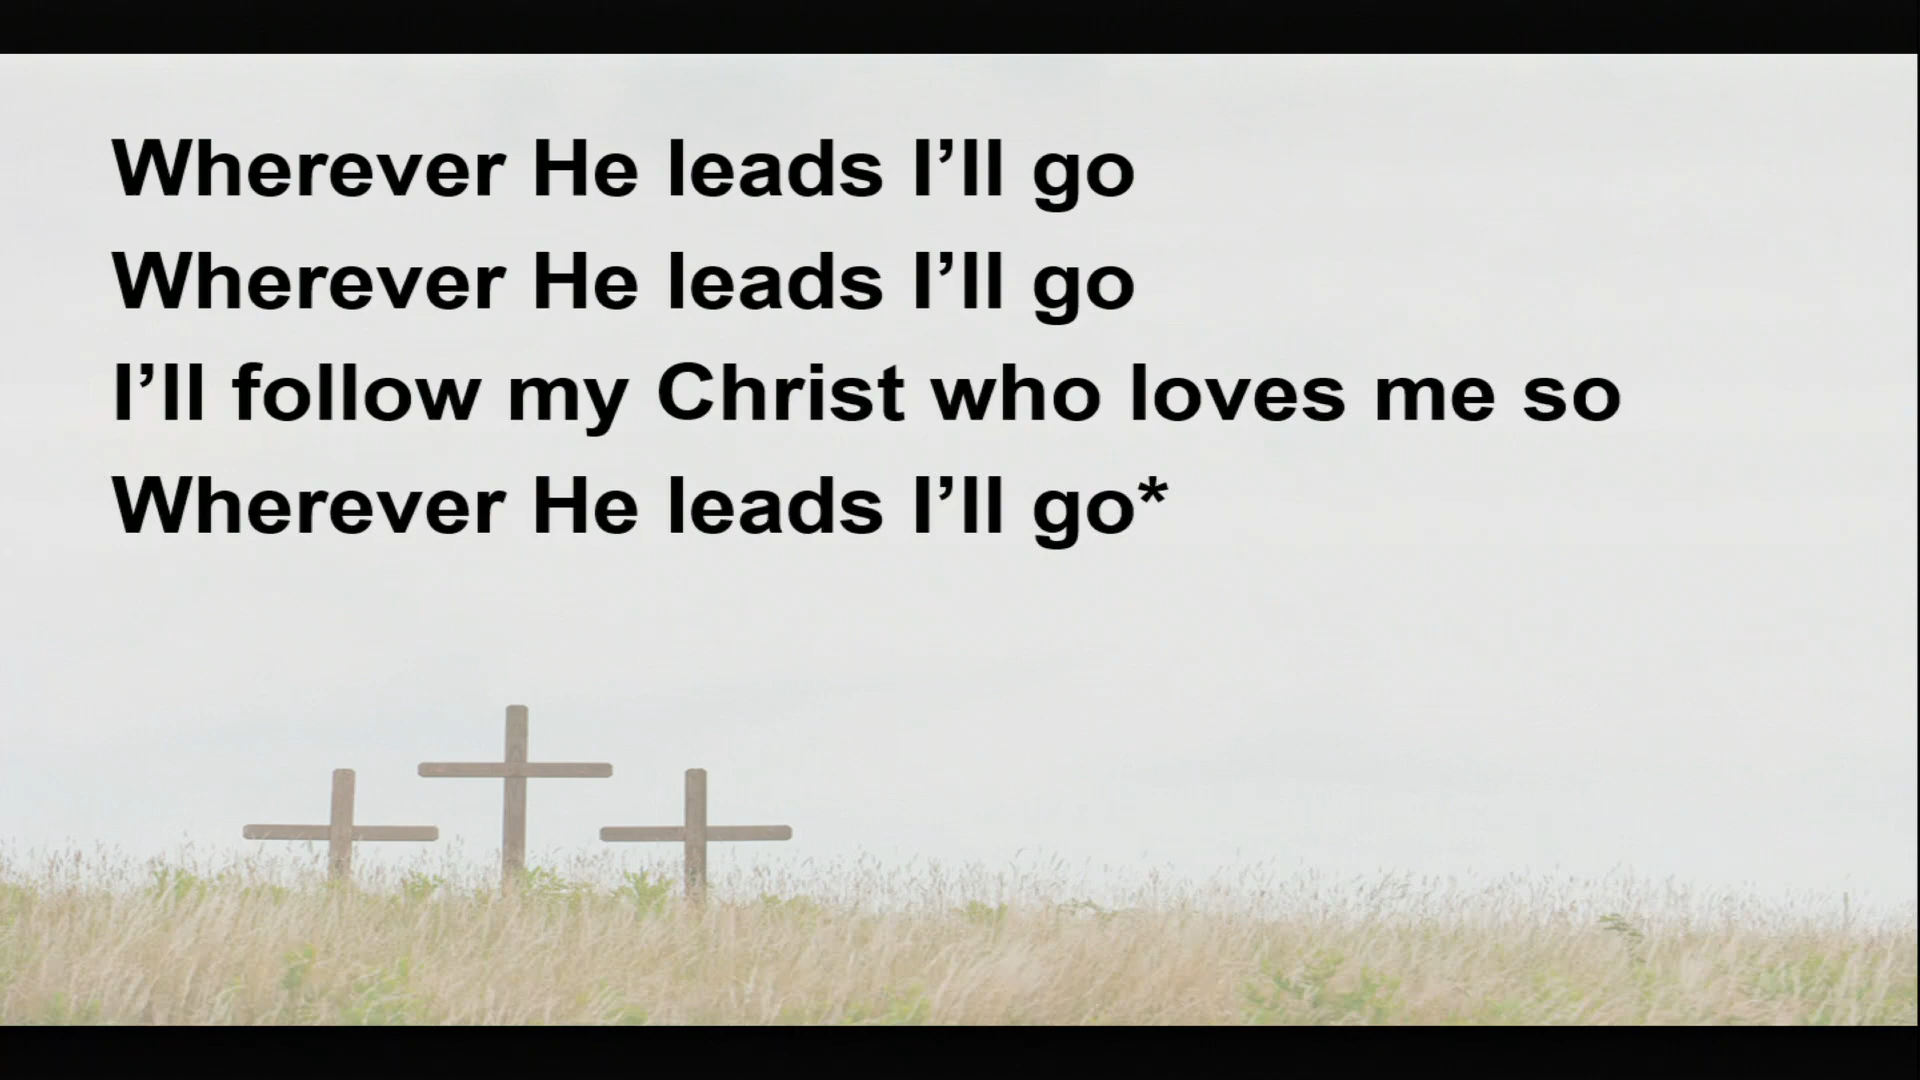 Wherever He leads I’ll go
Wherever He leads I’ll go
I’ll follow my Christ who loves me so
Wherever He leads I’ll go*